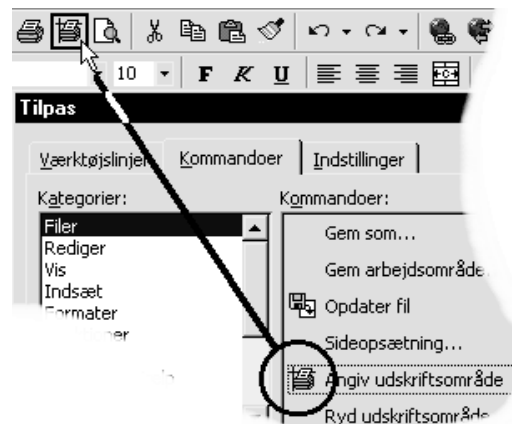 10 F K U
Tilpas
Værktøjslinjer Kommandoer Indstillinger
Kategorier: Kommandoer:
Filer
Rediger
Vis
Indsæt
Formater
Gem som...
Gem arbejdsområde
Opdater fil
Sideopsætning...
Angiv udskriftsområde
Ryd udskriftsområde